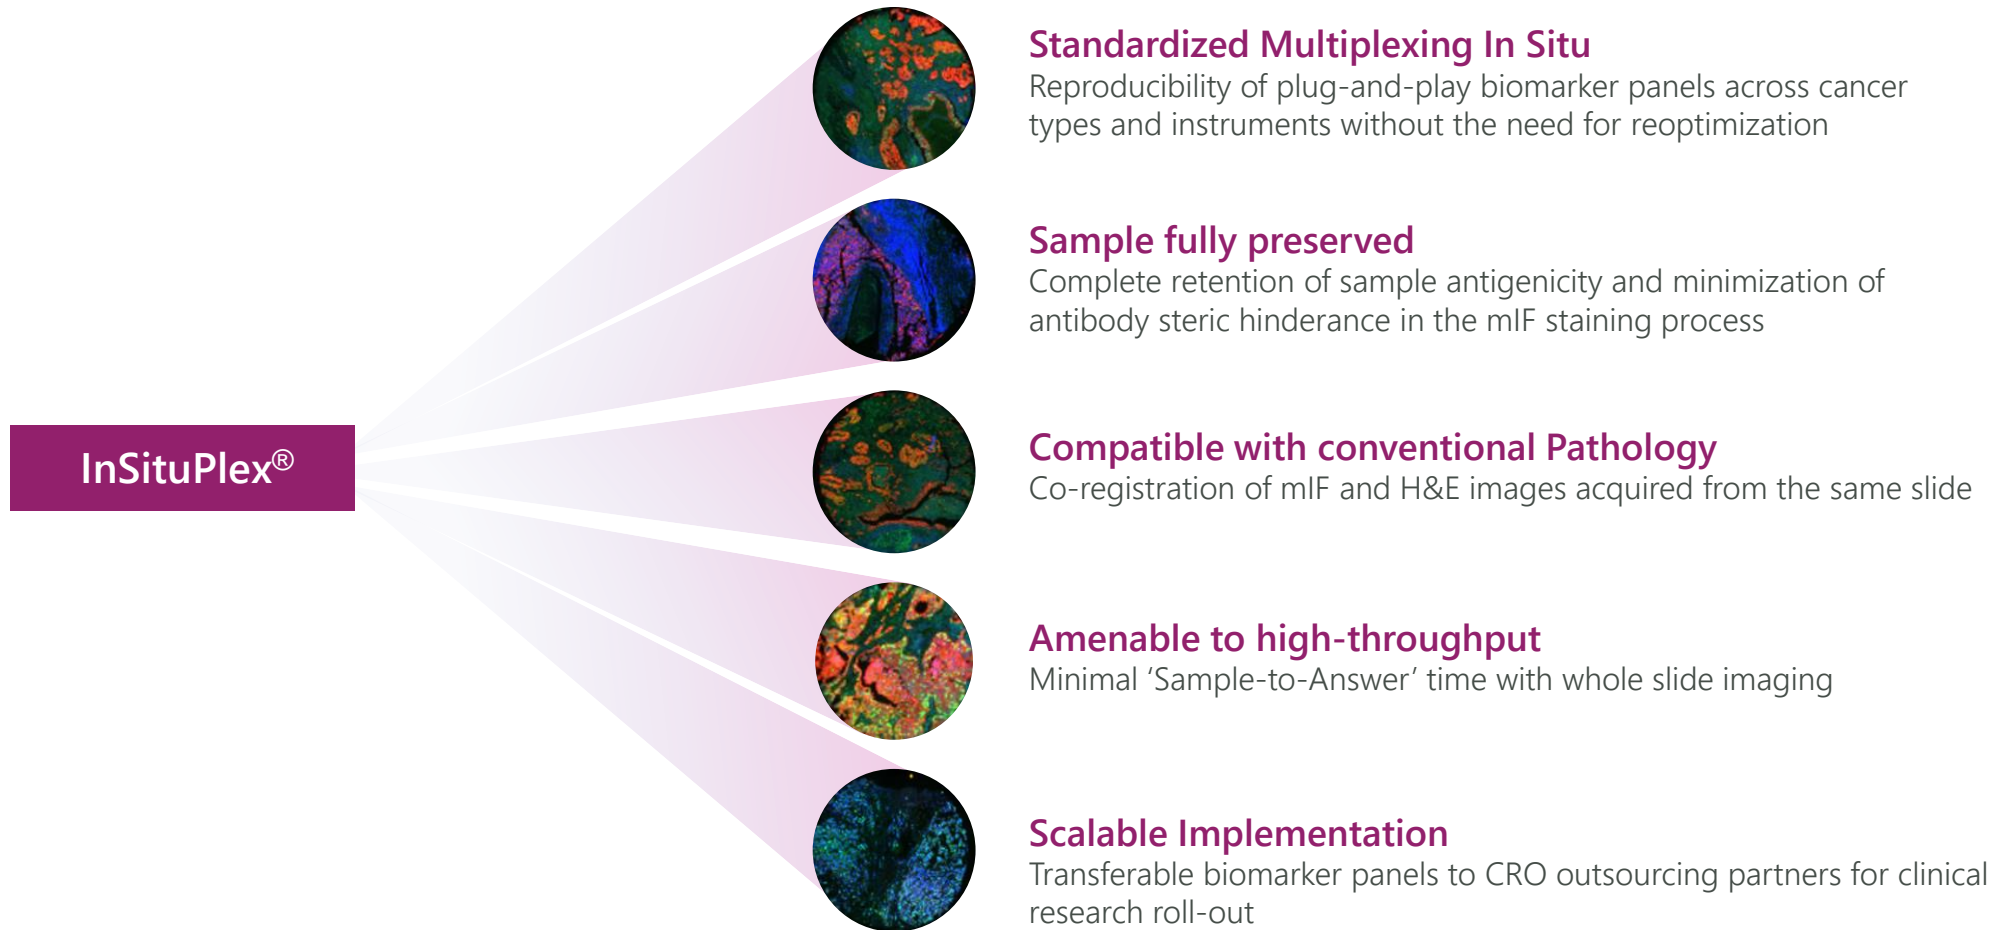 Standardized Multiplexing In Situ
Reproducibility of plug-and-play biomarker panels across cancer
types and instruments without the need for reoptimization
Sample fully preserved
Complete retention of sample antigenicity and minimization of
antibody steric hinderance in the mIF staining process
InSituPlex®
Compatible with conventional Pathology
Co-registration of mIF and H&E images acquired from the same slide
Amenable to high-throughput
Minimal ‘Sample-to-Answer’ time with whole slide imaging
Scalable Implementation
Transferable biomarker panels to CRO outsourcing partners for clinical
research roll-out